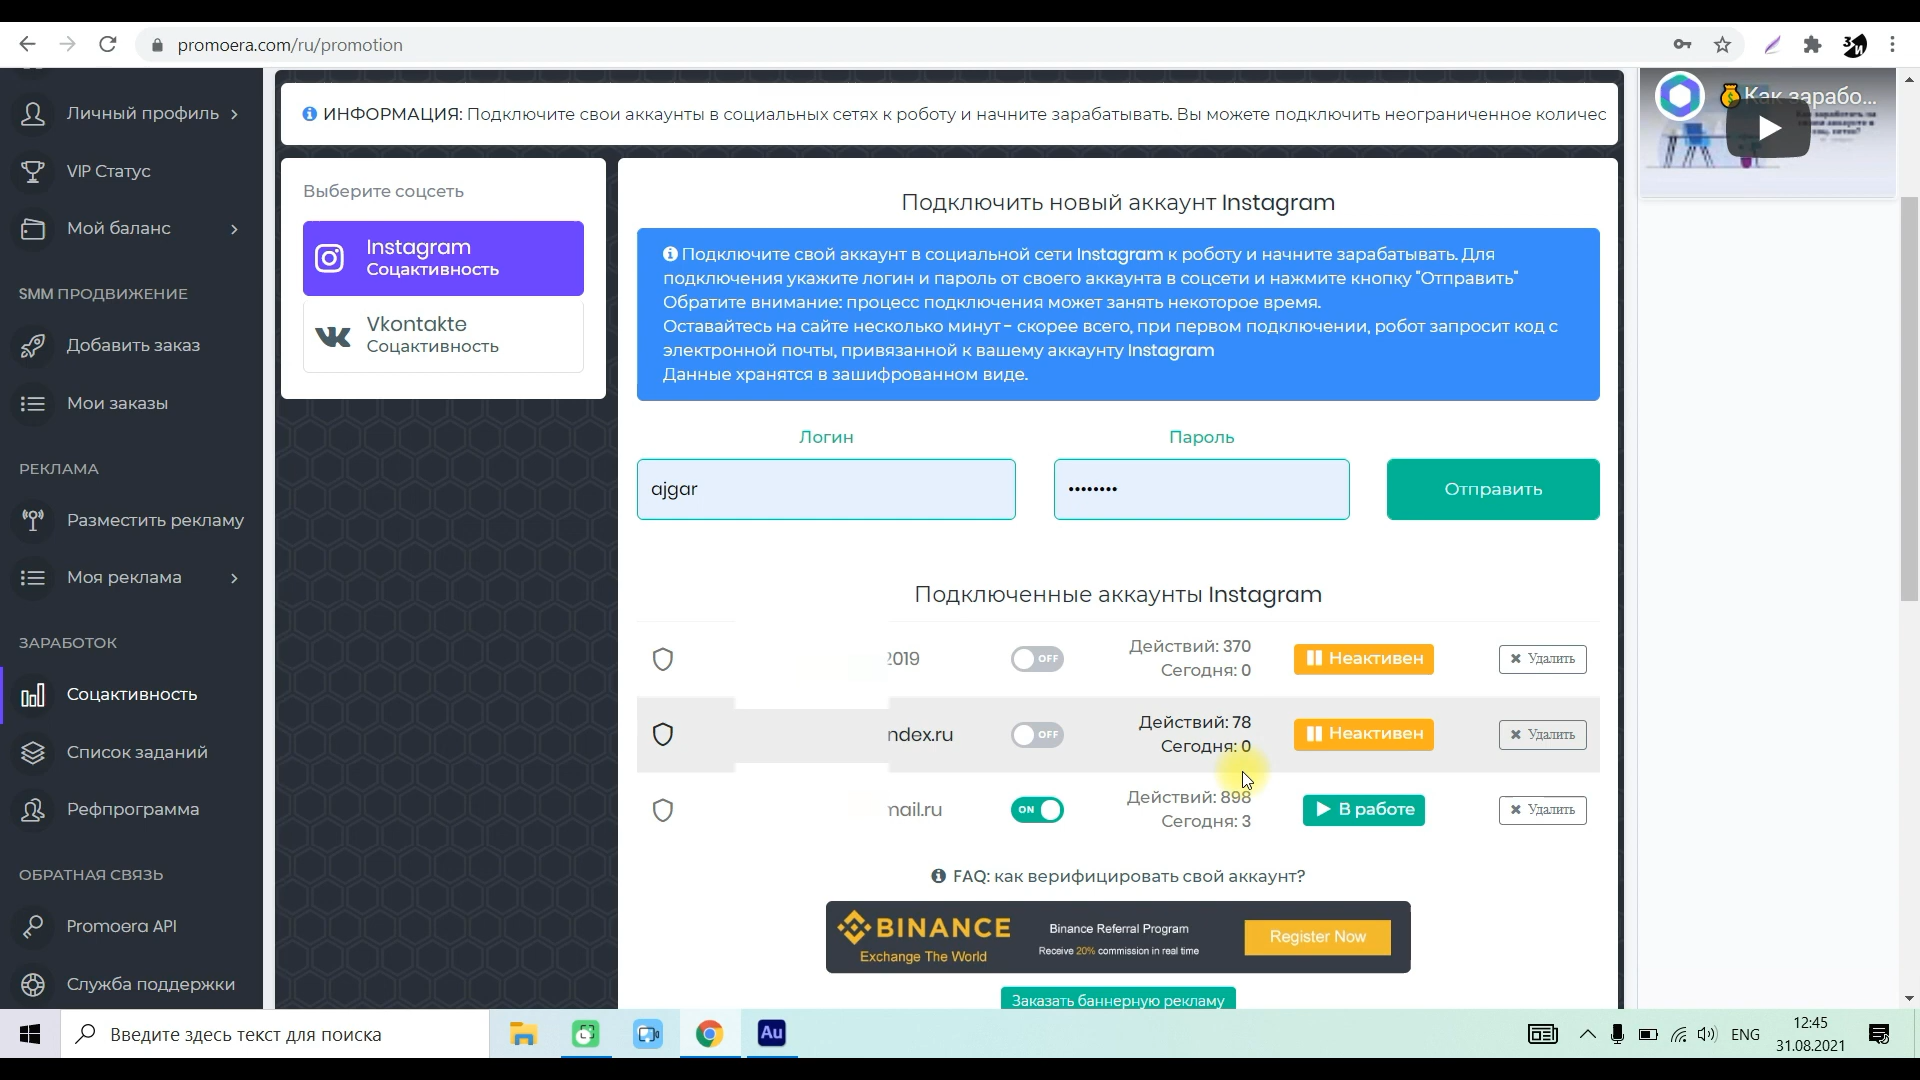 promoera.com/ru/promotion
Личный профиль
VIP Статус
Мой баланс
SMM ПРОДВИЖЕНИЕ
Добавить заказ
Мои заказы
РЕКЛАМА
Разместить рекламу
Моя реклама
ЗАРАБОТОК
Соцактивность
Список заданий
Рефпрограмма
ОБРАТНАЯ СВЯЗЬ
Promoera API
Служба поддержки
ИНФОРМАЦИЯ: Подключите свои аккаунты в социальных сетях к роботу и начните зарабатывать. Вы можете подключить неограниченное количес
Выберите соцсеть
Instagram
Соцактивность
Vkontakte
Соцактивность
Подключить новый аккаунт Instagram
Подключите свой аккаунт в социальной сети Instagram к роботу и начните зарабатывать. Для
подключения укажите логин и пароль от своего аккаунта в соцсети и нажмите кнопку "Отправить"
Обратите внимание: процесс подключения может занять некоторое время.
Оставайтесь на сайте несколько минут - скорее всего, при первом подключении, робот запросит код с
электронной почты, привязанной к вашему аккаунту Instagram
Данные хранятся в зашифрованном виде.
Логин
Пароль
ajgar
••••••••
Отправить
Подключенные аккаунты Instagram
2019
OFF
Действий: 370
Сегодня: 0
Неактивен
Удалить
ndex.ru
OFF
Действий: 78
Сегодня: 0
Неактивен
Удалить
mail.ru
ON
Действий: 898
Сегодня: 3
В работе
Удалить
FAQ: как верифицировать свой аккаунт?
BINANCE
Exchange The World
Binance Referral Program
Receive 20% commission in real time
Register Now
Заказать баннерную рекламу
Как зарабо...
Введите здесь текст для поиска
Au
ENG
12:45
31.08.2021